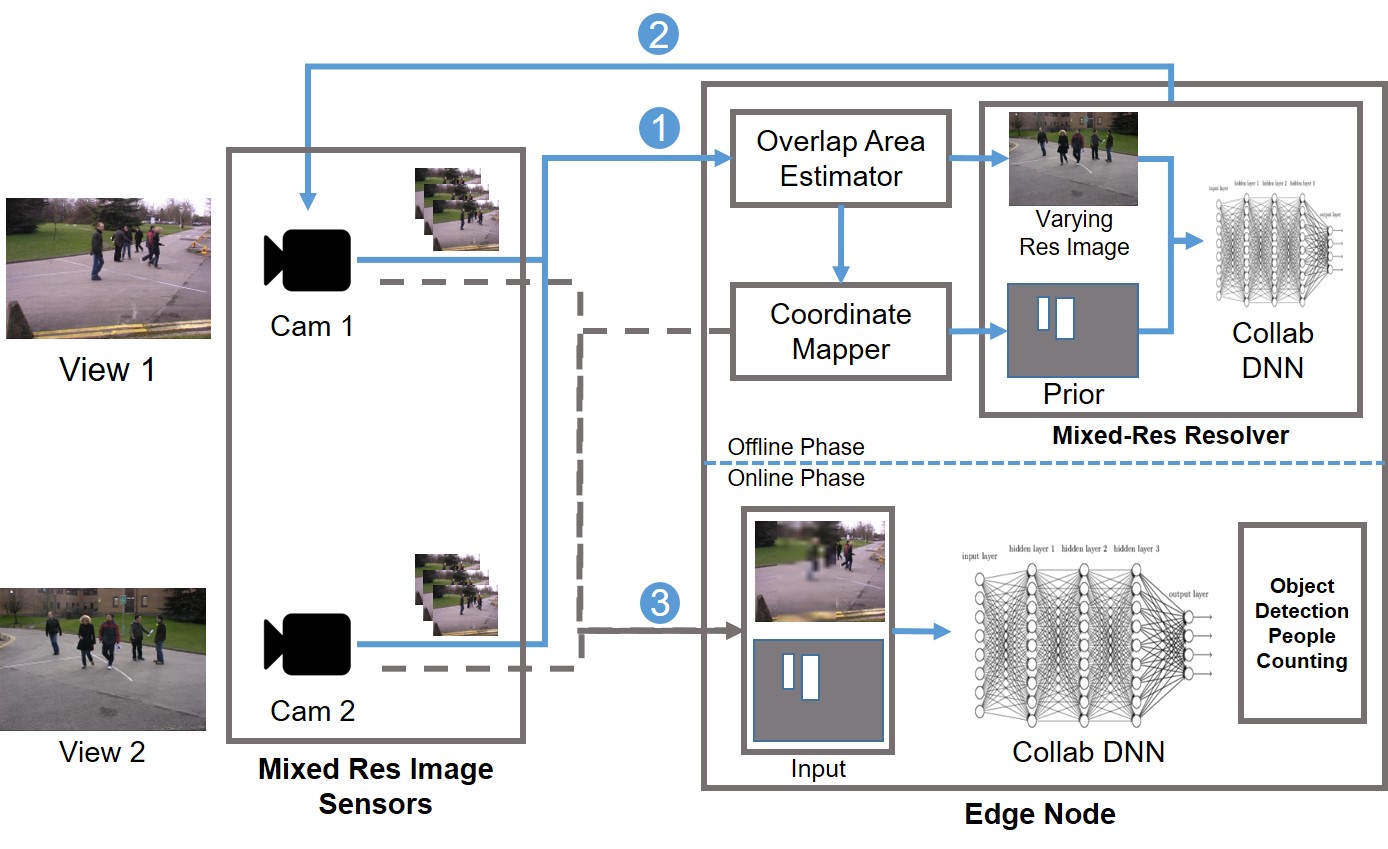 2
1
Overlap Area
Estimator
Varying
Res Image
input layer
hidden layer 1 hidden layer 2 hidden layer 3
output layer
Collab
DNN
Coordinate
Mapper
Prior
Mixed-Res Resolver
View 1
Cam 1
View 2
Cam 2
Mixed Res Image
Sensors
Offline Phase
Online Phase
3
Input
input layer
hidden layer 1 hidden layer 2 hidden layer 3
output layer
Collab DNN
Object
Detection
People
Counting
Edge Node